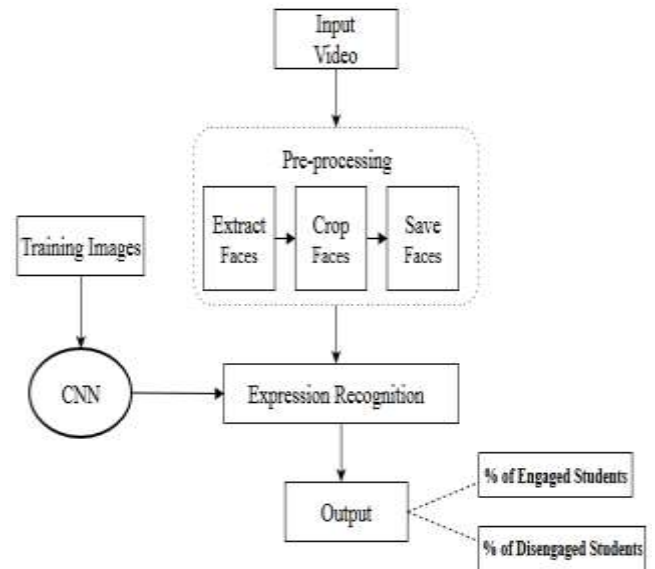 Input
Video
Pre-processing
Extract
Faces
Crop
Faces
Save
Faces
Training Images
CNN
Expression Recognition
Output
% of Engaged Students
% of Disengaged Students